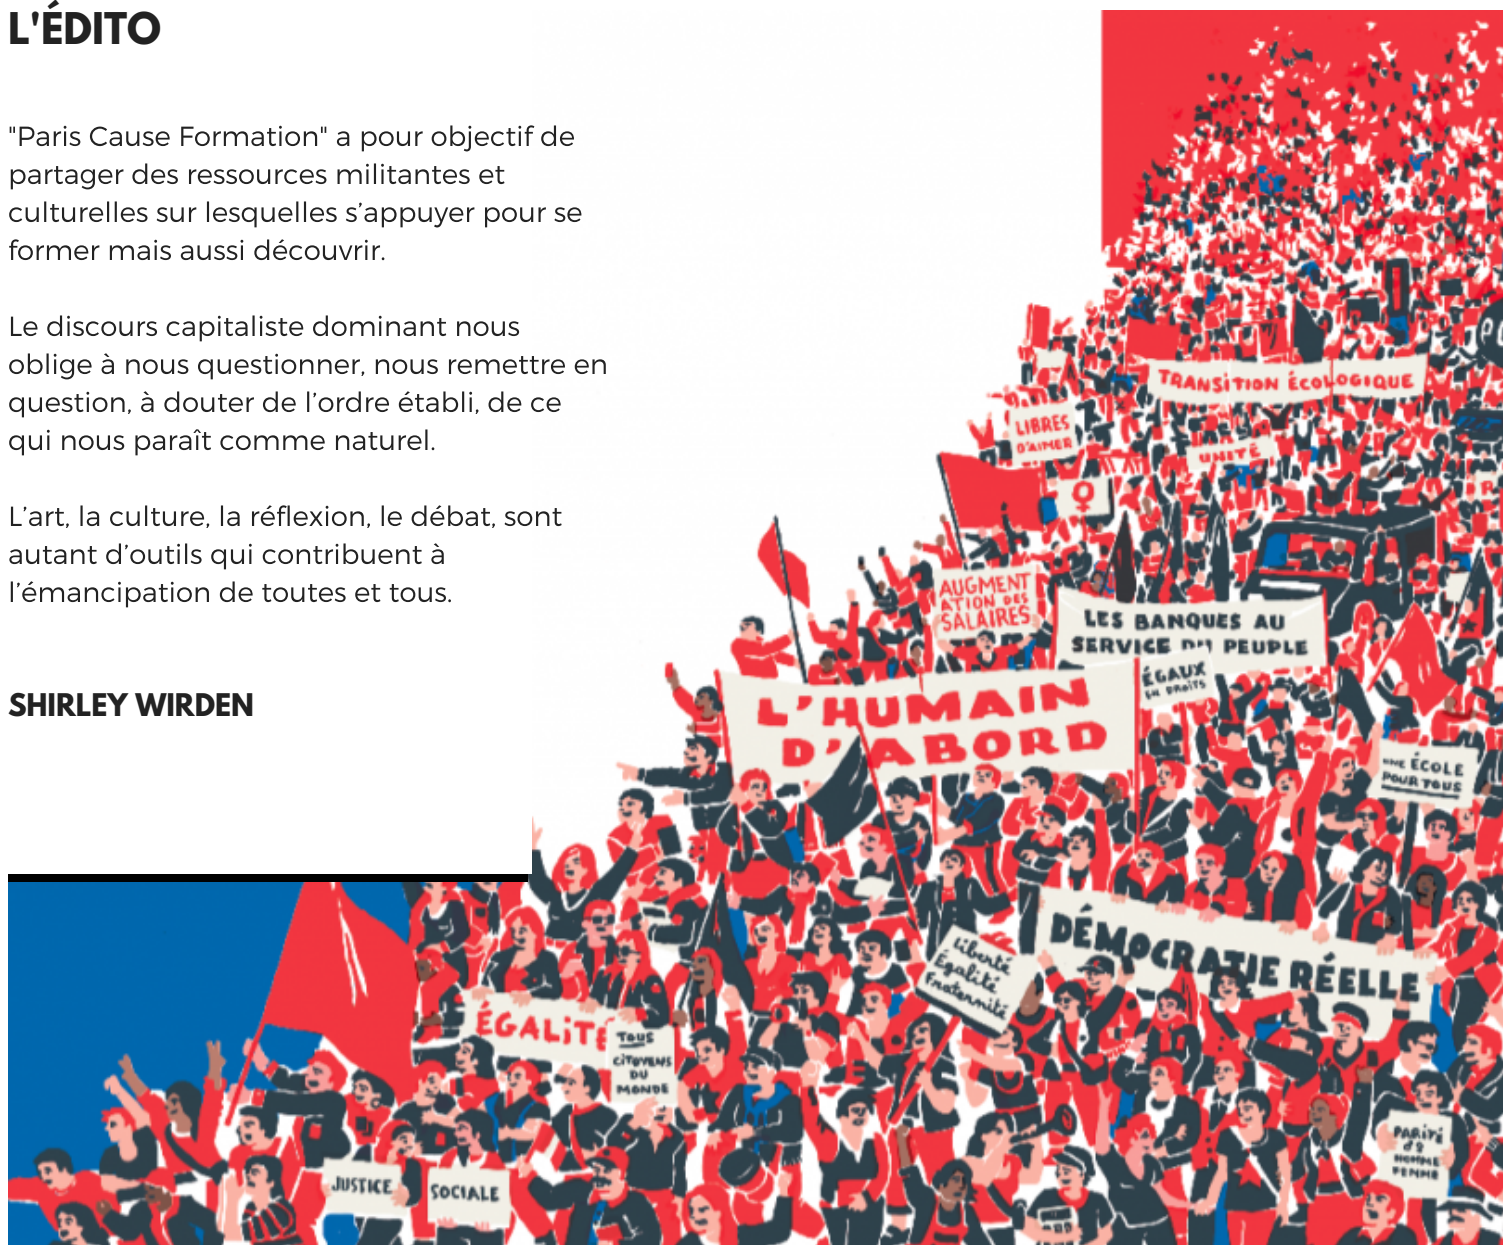 L'ÉDITO
"Paris Cause Formation" a pour objectif de
partager des ressources militantes et
culturelles sur lesquelles s’appuyer pour se
former mais aussi découvrir.
Le discours capitaliste dominant nous
oblige à nous questionner, nous remettre en
question, à douter de l’ordre établi, de ce
qui nous paraît comme naturel.
L’art, la culture, la réflexion, le débat, sont
autant d’outils qui contribuent à
l’émancipation de toutes et tous.
SHIRLEY WIRDEN
TRANSiTION ÉCOLOGIQUE
LIBRES
D'AIMER
UNITÉ
AUGMENT
ATION DES
SALAIRES
LES BANQUES AU
SERVICE DU PEUPLE
ÉGAUX
EN DROITS
L'HUMAIN
D'ABORD
UNE ÉCOLE
POUR TOUS
DÉMOCRATIE RÉELLE
Liberté
Égalité
Fraternité
ÉGALiTÉ
TOUS
CiTOYENS
DU
MONDE
PARiTÉ
HOMME
FEMME
JUSTICE
SOCIALE